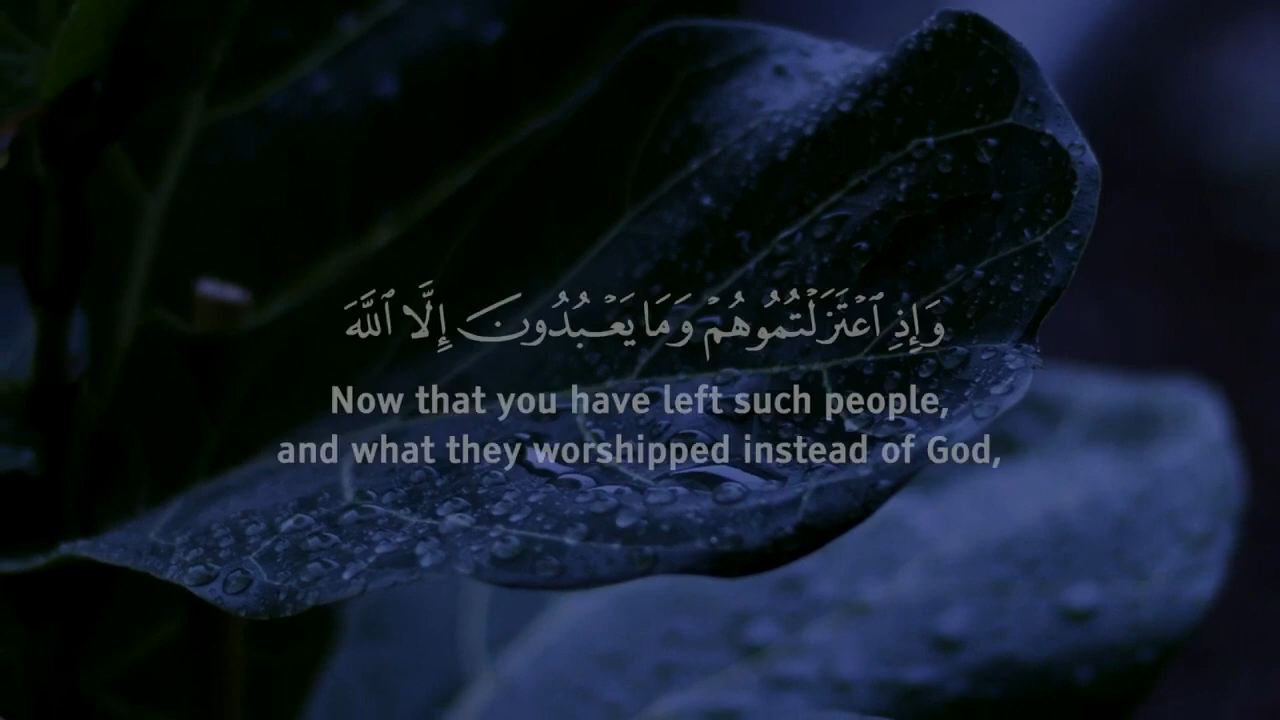 وَإِذِ ٱعْتَزَلْتُمُوهُمْ وَمَا يَعْبُدُونَ إِلَّا ٱللَّهَ
Now that you have left such people,
and what they worshipped instead of God,